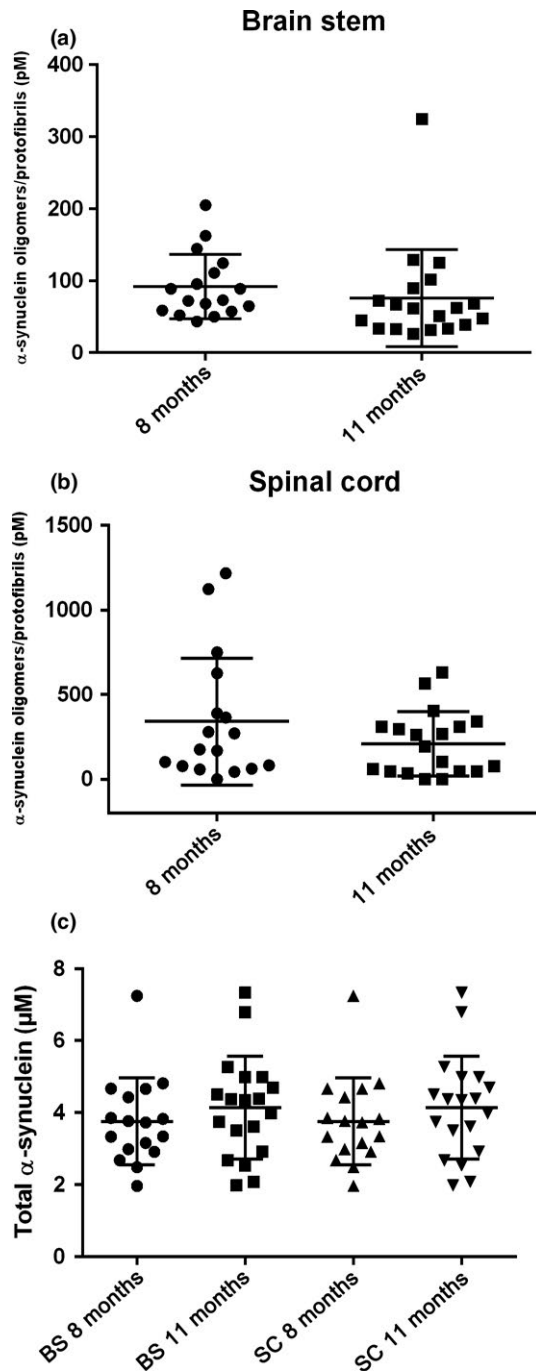 (a)
Brain stem
α-synuclein oligomers/protofibrils (pM)
400
300
200
100
0
8 months
11 months
(b)
Spinal cord
α-synuclein oligomers/protofibrils (pM)
1500
1000
500
0
8 months
11 months
(c)
Total α-synuclein (μM)
8
6
4
2
0
BS 8 months
BS 11 months
SC 8 months
SC 11 months